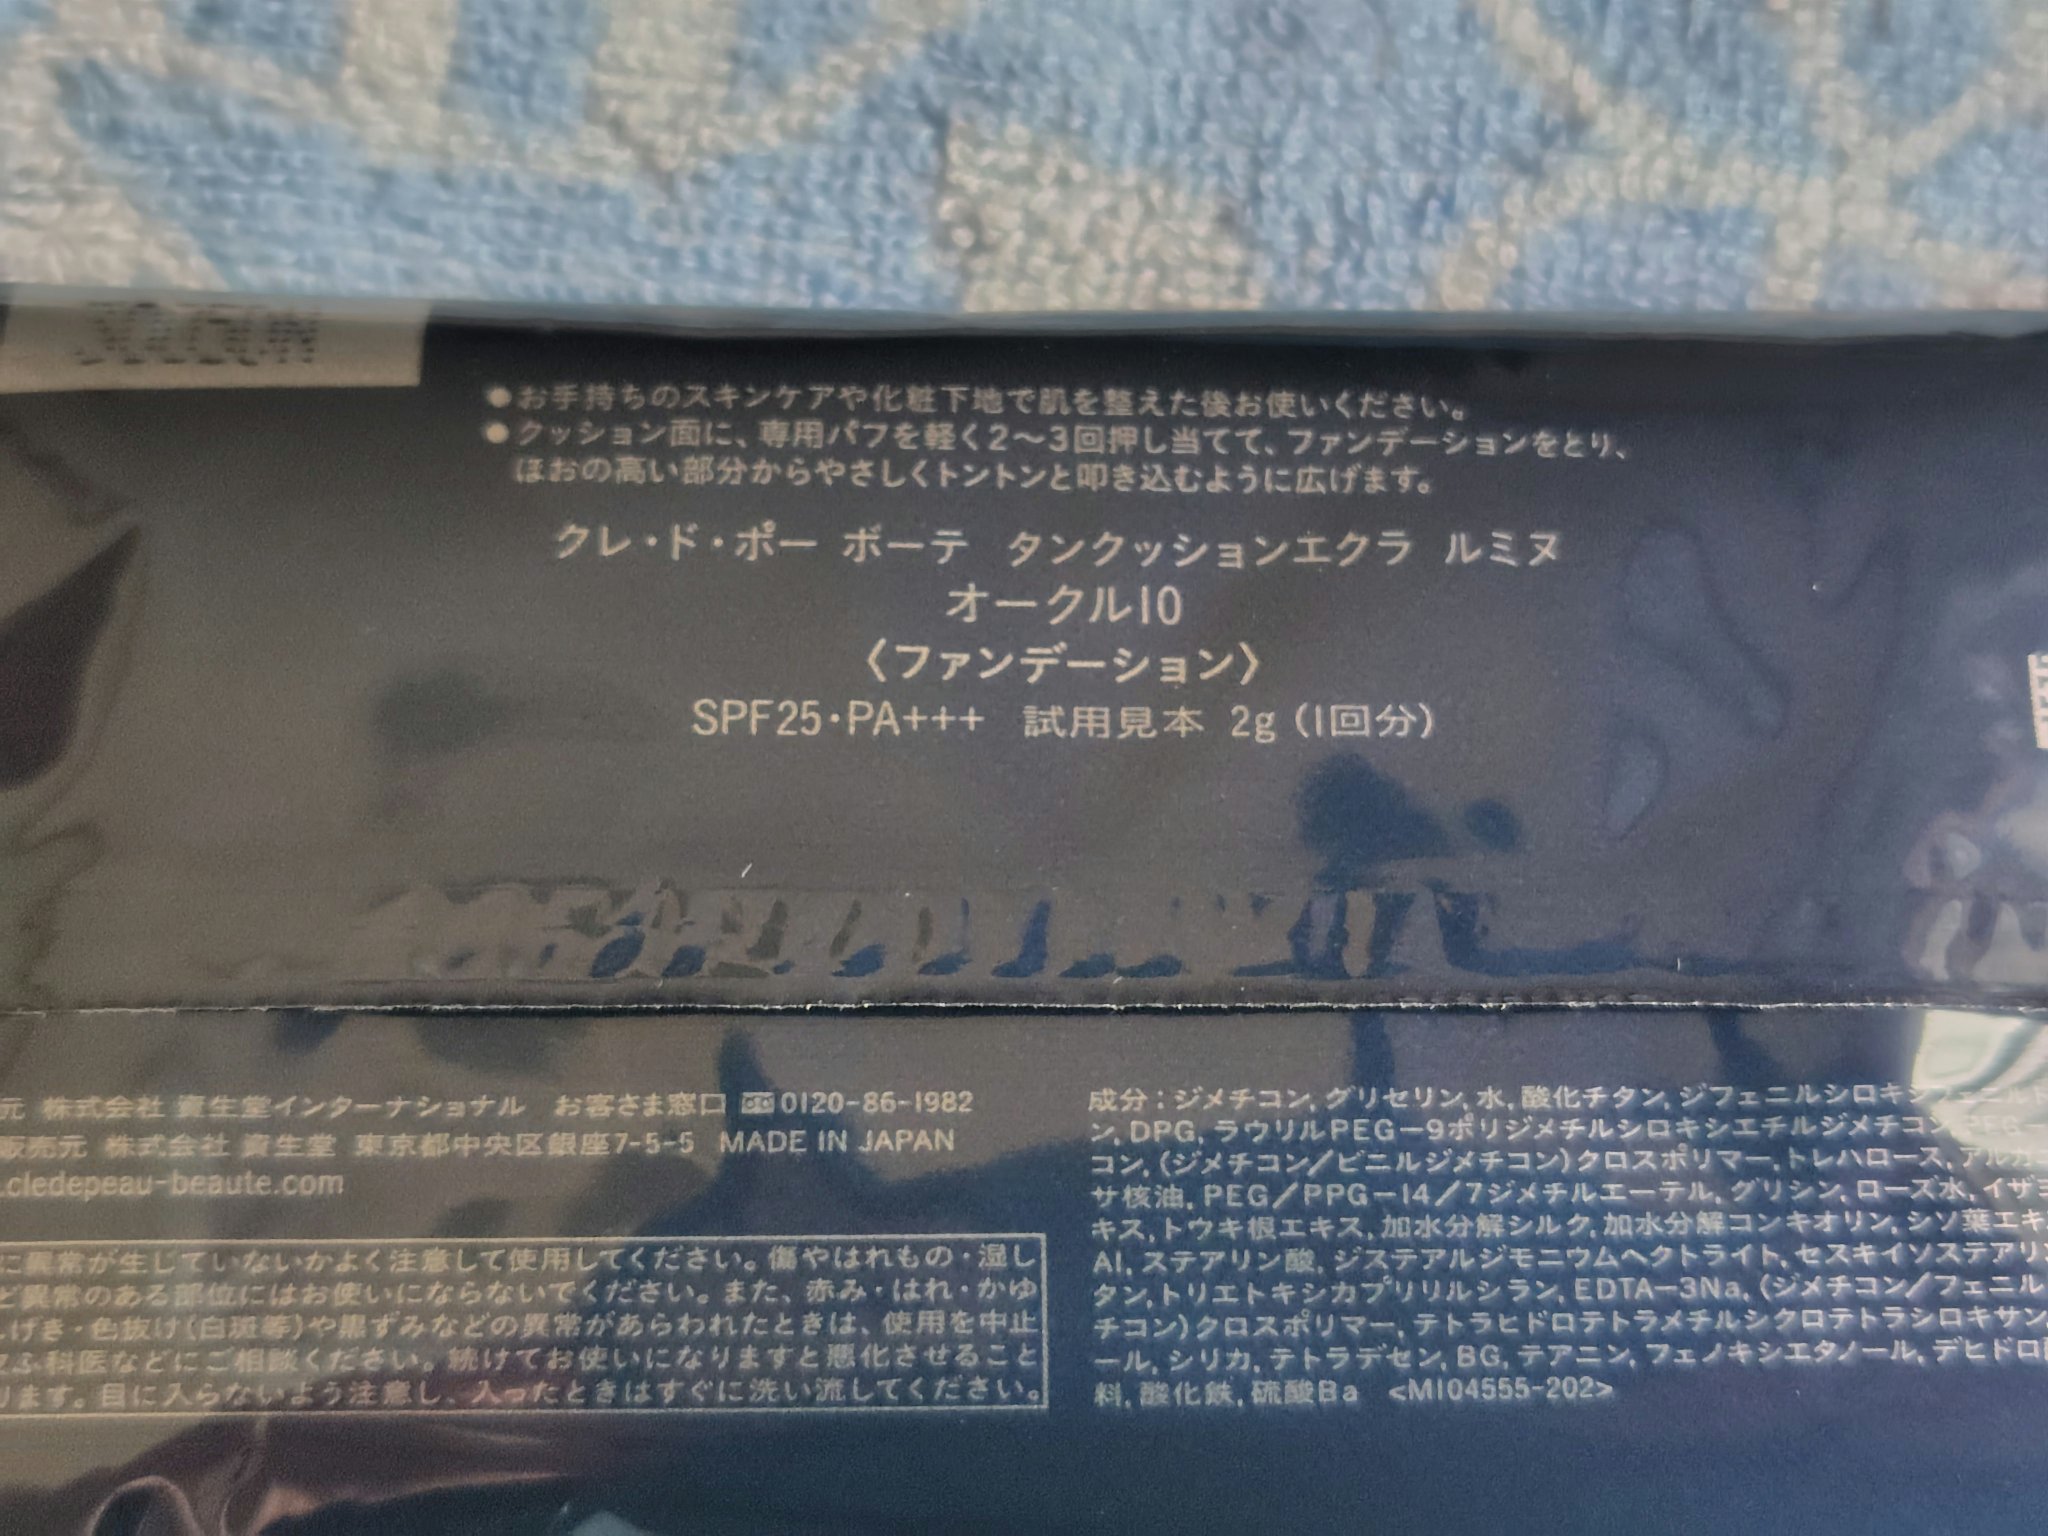 ●お手持ちのスキンケアや化粧下地で肌を整えた後お使いください。
●クッション面に、専用パフを軽く2〜3回押し当てて、ファンデーションをとり、
ほおの高い部分からやさしくトントンと叩き込むように広げます。
クレ・ド・ポー ボーテ タンクッションエクラ ルミヌ
オークル10
〈ファンデーション〉
SPF25・PA+++ 試用見本 2g (1回分)
元 株式会社 資生堂インターナショナル お客さま窓口 0120-86-1982
販売元 株式会社 資生堂 東京都中央区銀座7-5-5 MADE IN JAPAN
.cledepeau-beaute.com
に異常が生じていないかよく注意して使用してください。傷やはれもの・湿し
ど異常のある部位にはお使いにならないでください。また、赤み・はれ・かゆ
しげき・色抜け(白斑等)や黒ずみなどの異常があらわれたときは、使用を中止
ふ科医などにご相談ください。続けてお使いになりますと悪化させること
ります。目に入らないよう注意し、入ったときはすぐに洗い流してください。
成分：ジメチコン, グリセリン, 水, 酸化チタン, ジフェニルシロキシフェニルト
ン, DPG, ラウリルPEG－9ポリジメチルシロキシエチルジメチコン, PEG－
コン, (ジメチコン／ビニルジメチコン)クロスポリマー, トレハロース, アルガニ
サ核油, PEG／PPG－14／7ジメチルエーテル, グリシン, ローズ水, イザヨ
キス, トウキ根エキス, 加水分解シルク, 加水分解コンキオリン, シソ葉エキ
Al, ステアリン酸, ジステアルジモニウムヘクトライト, セスキイソステアリン
タン, トリエトキシカプリリルシラン, EDTA－3Na, (ジメチコン／フェニル
チコン)クロスポリマー, テトラヒドロテトラメチルシクロテトラシロキサン
ール, シリカ, テトラデセン, BG, テアニン, フェノキシエタノール, デヒドロ
料, 酸化鉄, 硫酸Ba <MI04555-202>